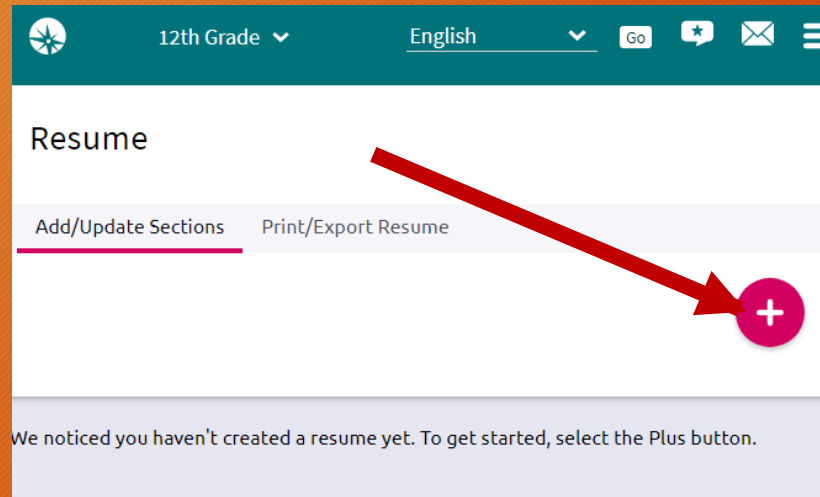 12th Grade English Go
Resume
Add/Update Sections Print/Export Resume
We noticed you haven't created a resume yet. To get started, select the Plus button.